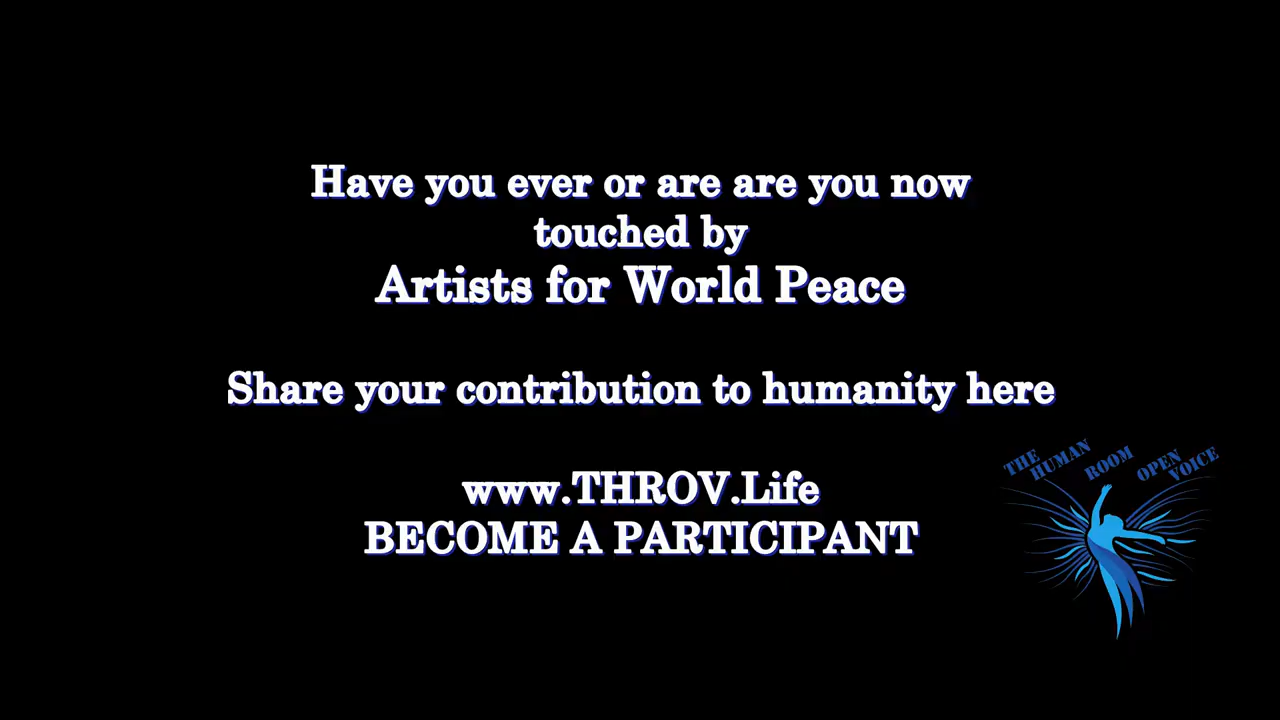 Have you ever or are are you now
touched by
Artists for World Peace
Share your contribution to humanity here
www.THROV.Life
BECOME A PARTICIPANT
THE HUMAN ROOM OPEN VOICE